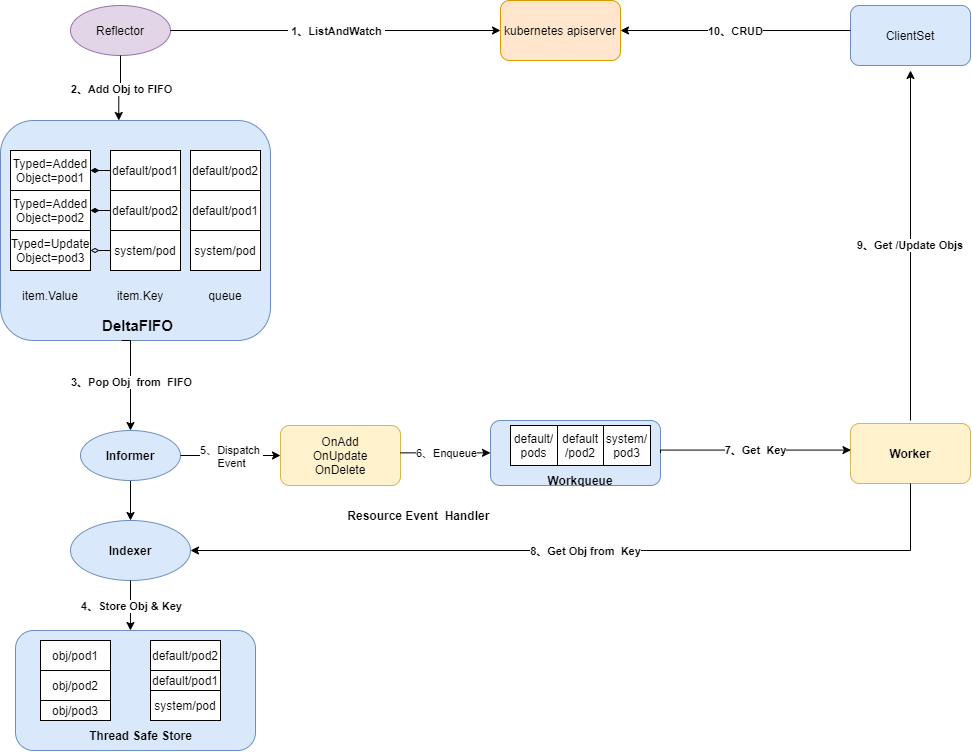 Reflector
1、ListAndWatch
kubernetes apiserver
10、CRUD
ClientSet
2、Add Obj to FIFO
Typed=Added
Object=pod1
default/pod1
default/pod2
Typed=Added
Object=pod2
default/pod2
default/pod1
Typed=Update
Object=pod3
system/pod
system/pod
item.Value
item.Key
queue
DeltaFIFO
9、Get /Update Objs
3、Pop Obj from FIFO
Informer
5、Dispatch
Event
OnAdd
OnUpdate
OnDelete
6、Enqueue
default/
pods
default
/pod2
system/
pod3
Workqueue
7、Get Key
Worker
Resource Event Handler
Indexer
8、Get Obj from Key
4、Store Obj & Key
obj/pod1
default/pod2
obj/pod2
default/pod1
obj/pod3
system/pod
Thread Safe Store